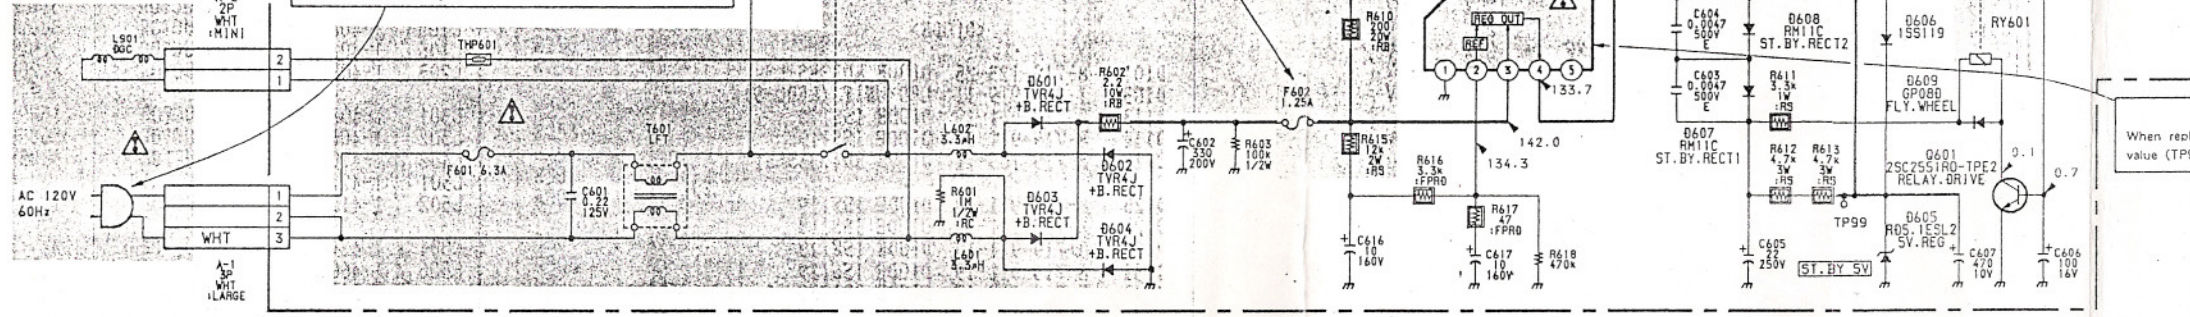 2P
WHT
:MINI
L901
DGC
2
1
THP601
AC 120V
60Hz
1
2
WHT 3
A-1
3P
WHT
:LARGE
F601 6.3A
C601
0.22
125V
T601
LFT
L602
3.3µH
R601
1M
1/2W
:RC
L601
3.3µH
D601
TVR4J
+B.RECT
R602
2.2
10W
:RB
D602
TVR4J
+B.RECT
D603
TVR4J
+B.RECT
D604
TVR4J
+B.RECT
C602
330
200V
R603
100k
1/2W
F602
1.25A
R610
200
20W
:RB
R615
12k
2W
:RS
REG OUT
REF
1 2 3 4 5
133.7
142.0
134.3
R616
3.3k
:FPRD
C616
10
160V
R617
47
:FPRD
C617
10
160V
R618
470k
C604
0.0047
500V
E
C603
0.0047
500V
E
D608
RM11C
ST.BY.RECT2
D607
RM11C
ST.BY.RECT1
R611
3.3k
1W
:RS
R612
4.7k
3W
:RS
R613
4.7k
3W
:RS
C605
22
250V
TP99
ST.BY 5V
D606
1SS119
RY601
D609
GP08D
FLY.WHEEL
Q601
2SC2551RO-TPE2
RELAY.DRIVE
0.1
0.7
D605
RD5.1ESL2
5V.REG
C607
470
10V
C606
100
16V
When repl
value (TP9